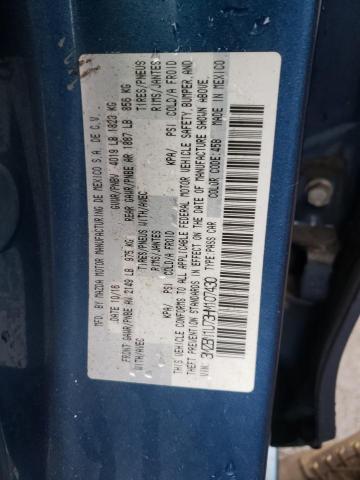 MFD. BY MAZDA MOTOR MANUFACTURING DE MEXICO S.A. DE C.V.
DATE: 10/16 GVWR/PNBV 4019 LB 1823 KG
FRONT GAWR/PNBE AV 2149 LB 975 KG REAR GAWR/PNBE AR 1887 LB 856 KG
WITH/AVEC TIRES/PNEUS WITH/AVEC TIRES/PNEUS
RIMS/JANTES RIMS/JANTES
KPA/ PSI COLD/A FROID KPA/ PSI COLD/A FROID
THIS VEHICLE CONFORMS TO ALL APPLICABLE FEDERAL MOTOR VEHICLE SAFETY, BUMPER, AND
THEFT PREVENTION STANDARDS IN EFFECT ON THE DATE OF MANUFACTURE SHOWN ABOVE.
VIN: TYPE: PASS CAR COLOR CODE: 45B MADE IN MEXICO